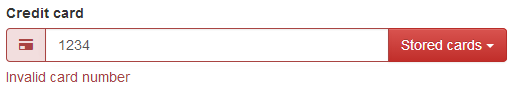 Credit card
1234 Stored cards
Invalid card number